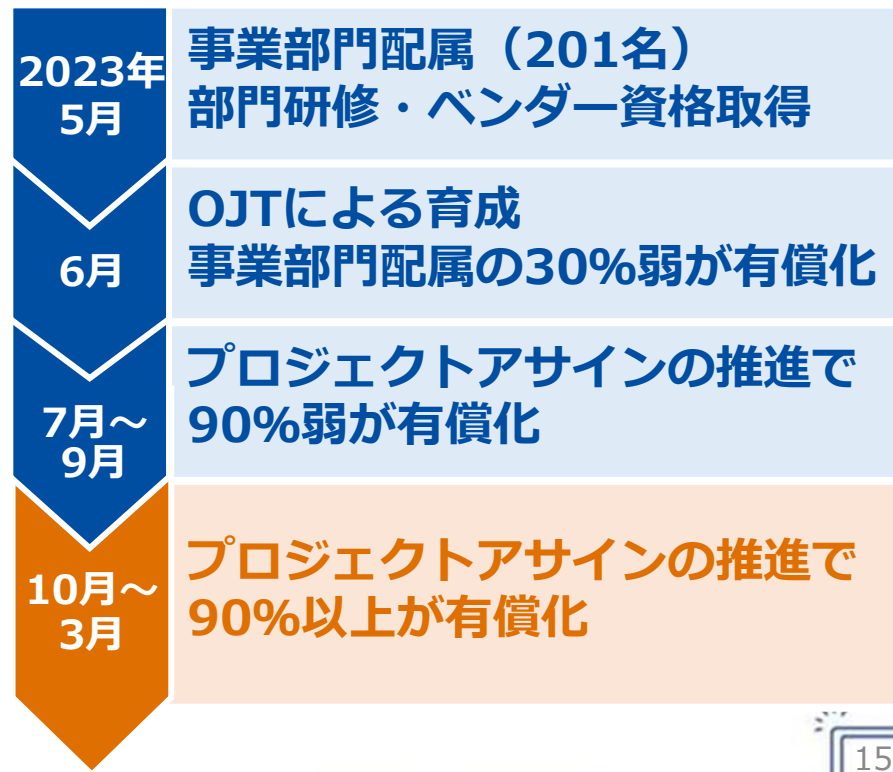 2023年
5月
事業部門配属（201名）
部門研修・ベンダー資格取得
6月
OJTによる育成
事業部門配属の30%弱が有償化
7月～
9月
プロジェクトアサインの推進で
90%弱が有償化
10月～
3月
プロジェクトアサインの推進で
90%以上が有償化
15